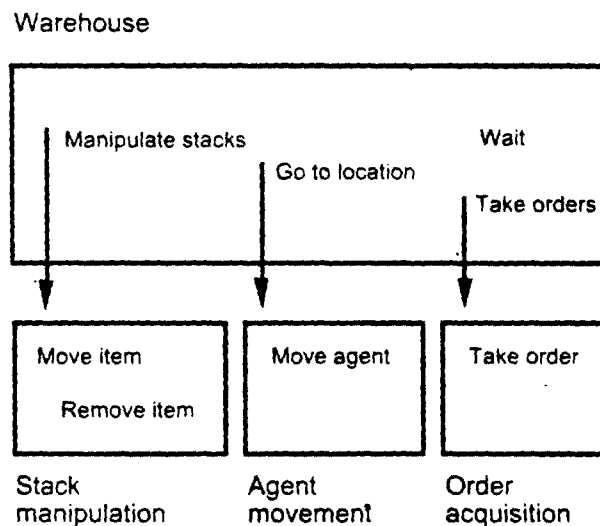 Warehouse
Manipulate stacks
Wait
Go to location
Take orders
Move item
Remove item
Move agent
Take order
Stack
manipulation
Agent
movement
Order
acquisition